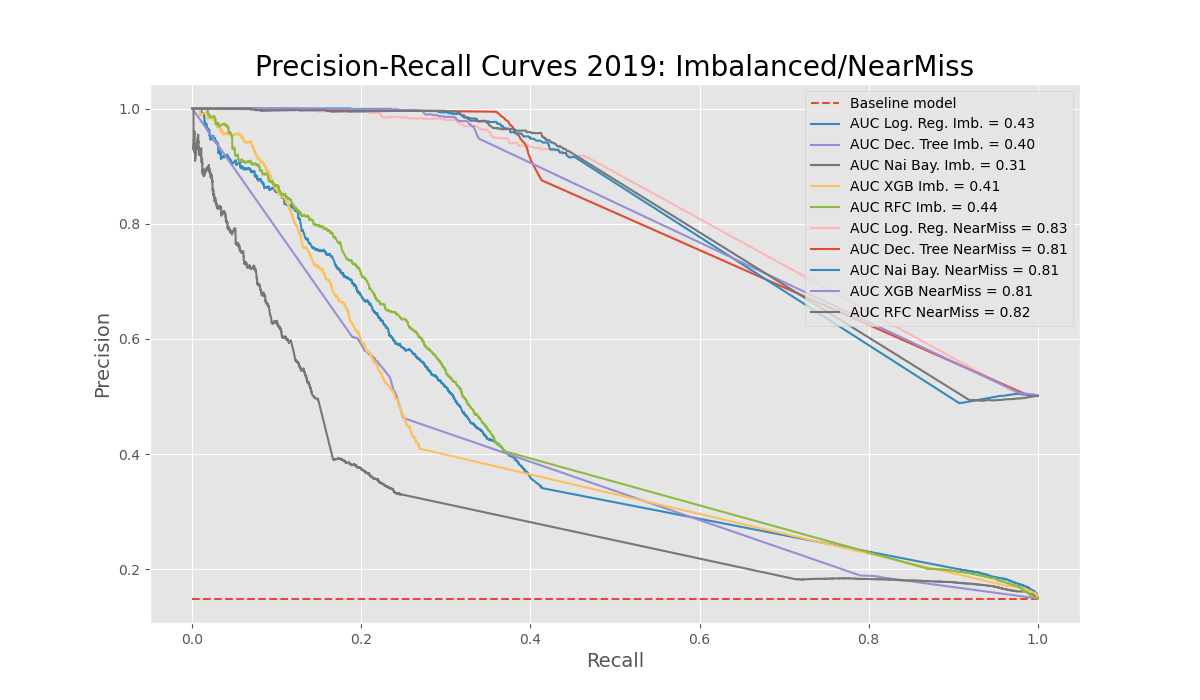 Precision-Recall Curves 2019: Imbalanced/NearMiss
1.0
0.8
0.6
0.4
0.2
Precision
Baseline model
AUC Log. Reg. Imb. = 0.43
AUC Dec. Tree Imb. = 0.40
AUC Nai Bay. Imb. = 0.31
AUC XGB Imb. = 0.41
AUC RFC Imb. = 0.44
AUC Log. Reg. NearMiss = 0.83
AUC Dec. Tree NearMiss = 0.81
AUC Nai Bay. NearMiss = 0.81
AUC XGB NearMiss = 0.81
AUC RFC NearMiss = 0.82
0.0 0.2 0.4 0.6 0.8 1.0
Recall